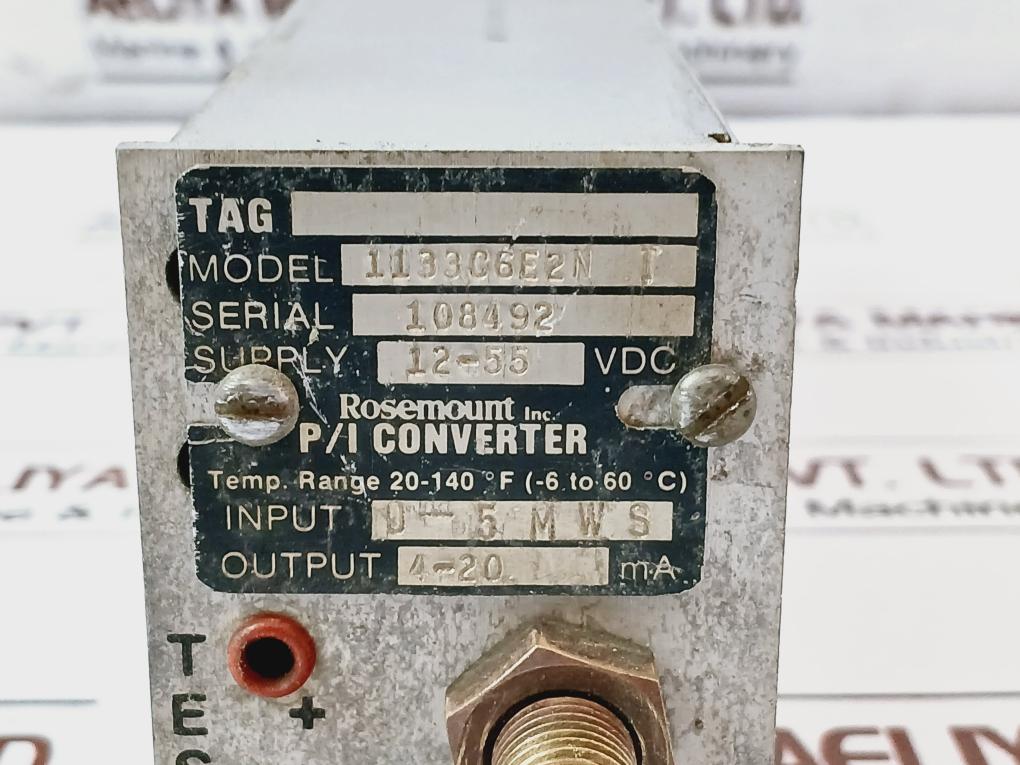 TAG
MODEL 1133C6E2N T
SERIAL 108492
SUPPLY 12-55 VDC
Rosemount Inc.
P/I CONVERTER
Temp. Range 20-140 °F (-6 to 60 °C)
INPUT 0-5 MWS
OUTPUT 4-20 mA
+